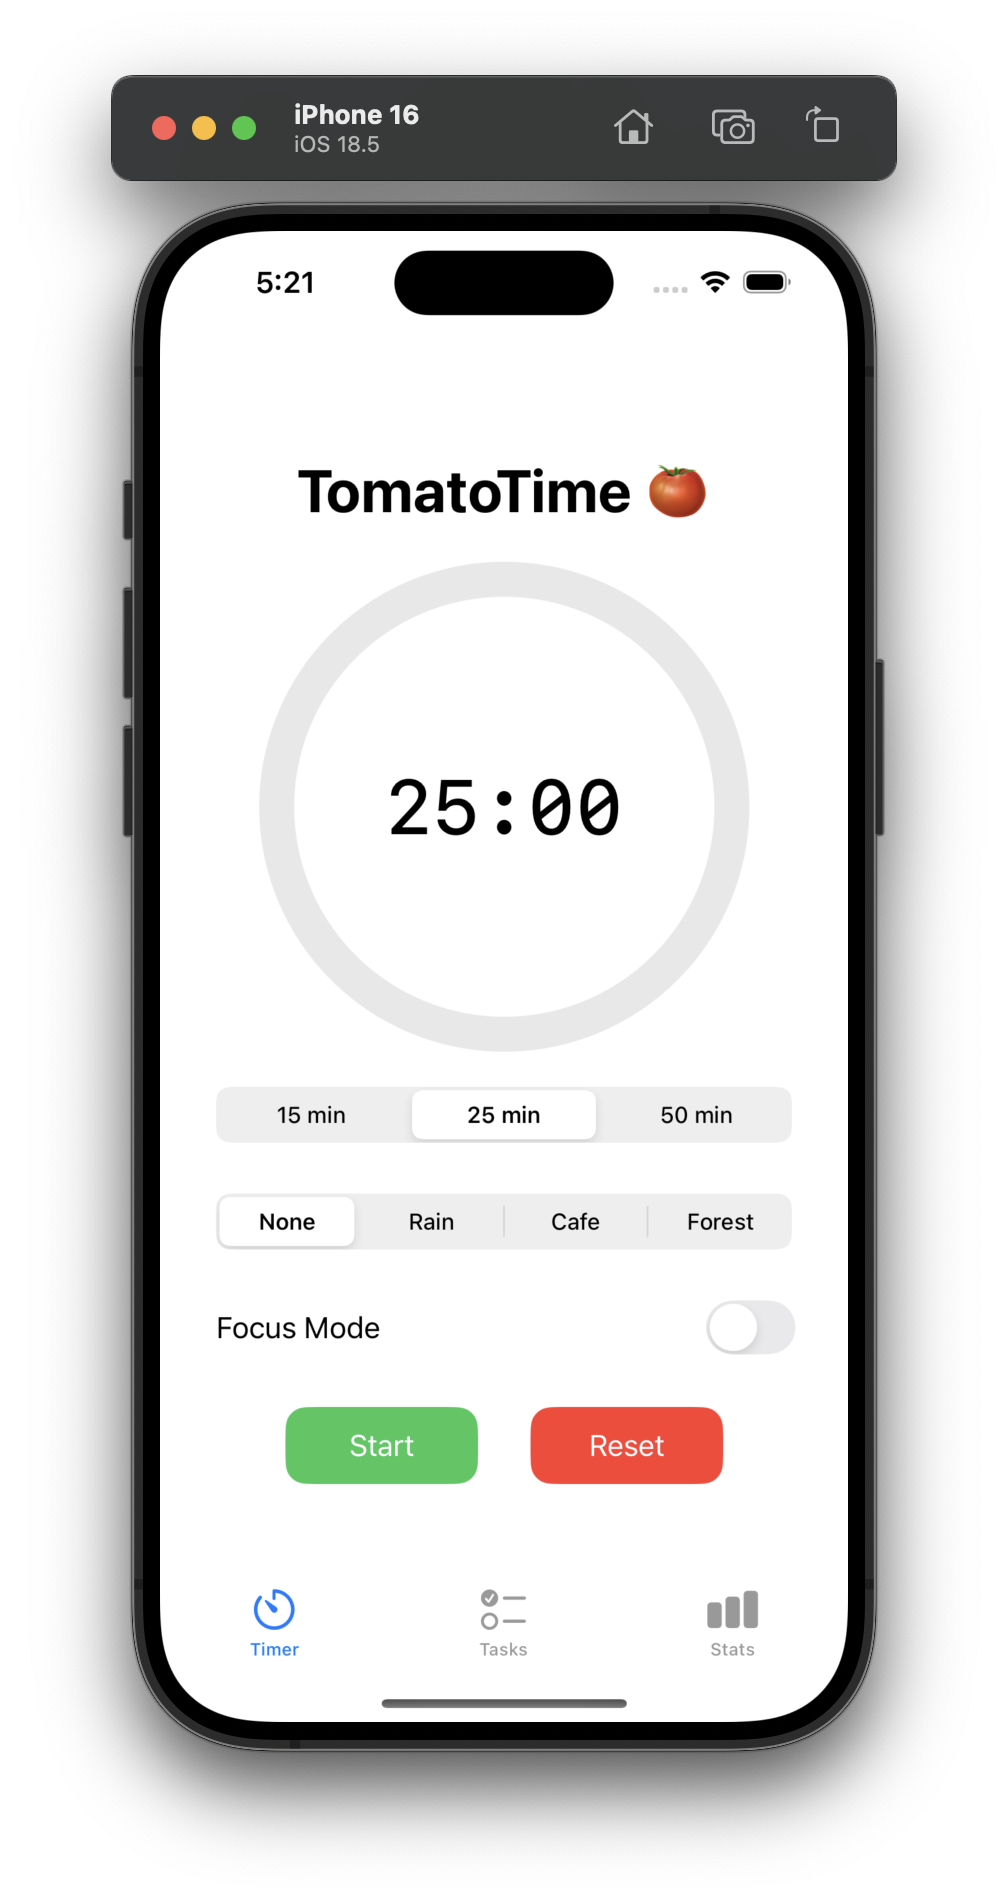 iPhone 16
iOS 18.5
5:21
TomatoTime 🍅
25:00
15 min 25 min 50 min
None Rain Cafe Forest
Focus Mode
Start Reset
Timer Tasks Stats